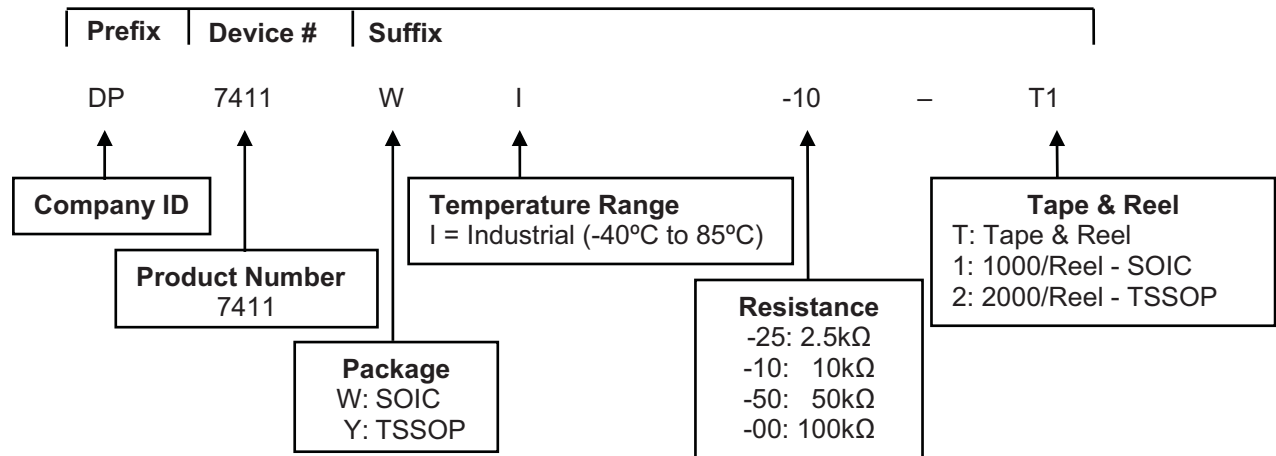 Prefix Device # Suffix
DP 7411 W I -10 – T1
Company ID
Product Number
7411
Package
W: SOIC
Y: TSSOP
Temperature Range
I = Industrial (-40ºC to 85ºC)
Resistance
-25: 2.5kΩ
-10: 10kΩ
-50: 50kΩ
-00: 100kΩ
Tape & Reel
T: Tape & Reel
1: 1000/Reel - SOIC
2: 2000/Reel - TSSOP